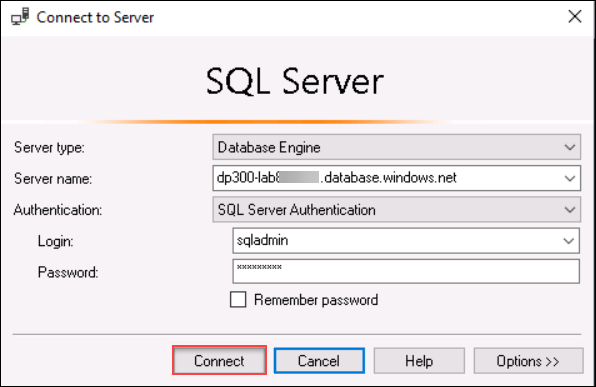 Connect to Server
SQL Server
Server type: Database Engine
Server name: dp300-lab .database.windows.net
Authentication: SQL Server Authentication
Login: sqladmin
Password: *********
Remember password
Connect Cancel Help Options >>